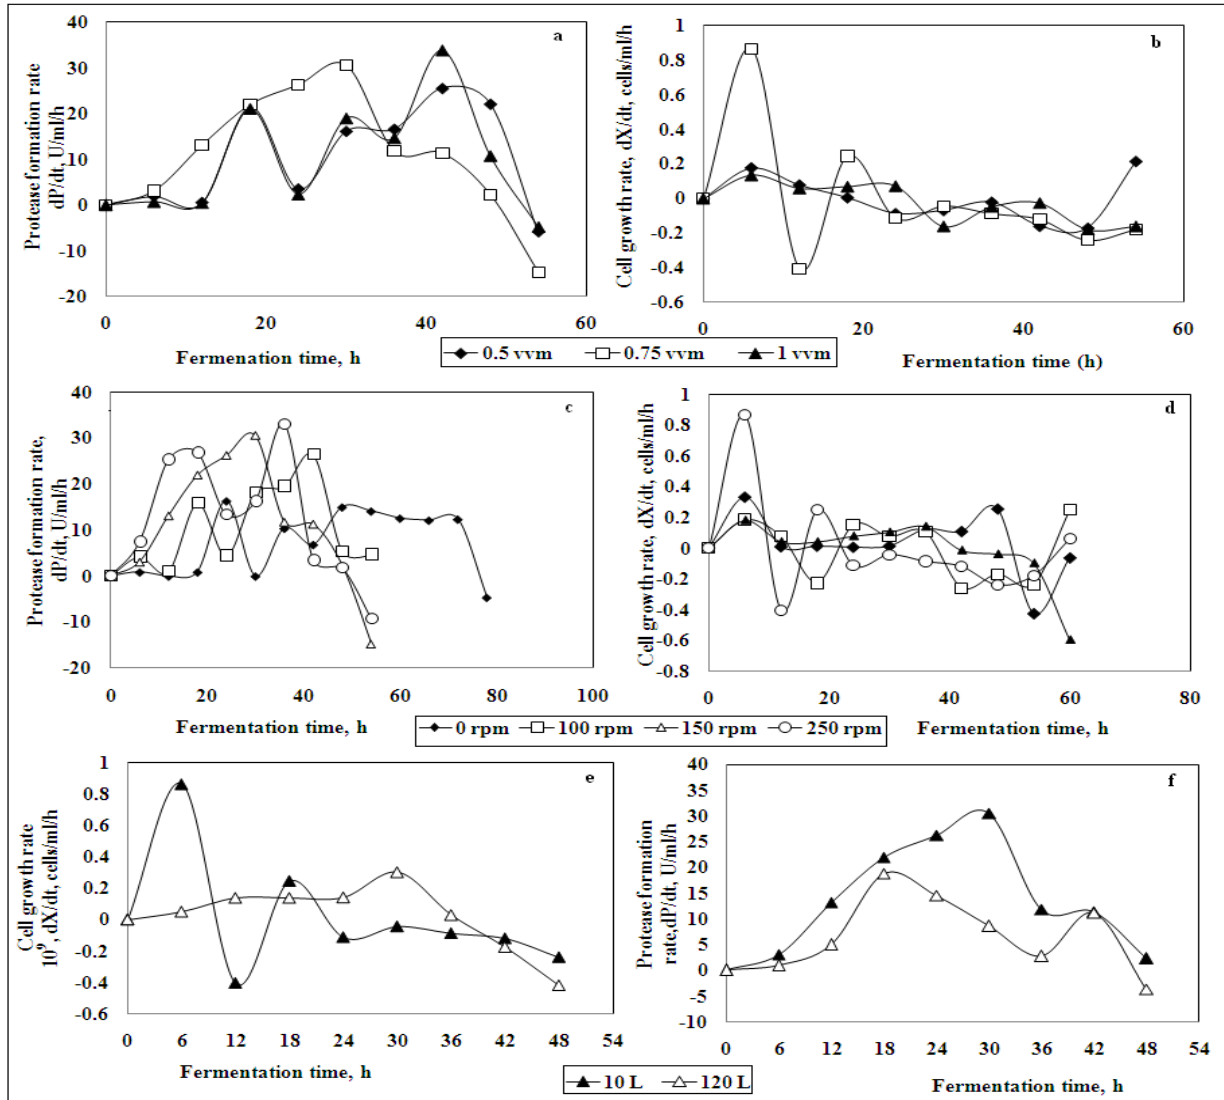 a
Protease formation rate
dP/dt, U/ml/h
40
30
20
10
0
-10
-20
0 20 40 60
Fermenation time, h
b
Cell growth rate, dX/dt, cells/ml/h
1
0.8
0.6
0.4
0.2
0
-0.2
-0.4
-0.6
0 20 40 60
Fermentation time (h)
0.5 vvm 0.75 vvm 1 vvm
c
Protease formation rate,
dP/dt, U/ml/h
40
30
20
10
0
-10
-20
0 20 40 60 80 100
Fermentation time, h
d
Cell growth rate, dX/dt, cells/ml/h
1
0.8
0.6
0.4
0.2
0
-0.2
-0.4
-0.6
-0.8
0 20 40 60 80
Fermentation time, h
0 rpm 100 rpm 150 rpm 250 rpm
e
Cell growth rate
10⁹, dX/dt, cells/ml/h
1
0.8
0.6
0.4
0.2
0
-0.2
-0.4
-0.6
0 6 12 18 24 30 36 42 48 54
Fermentation time, h
f
Protease formation
rate,dP/dt, U/ml/h
40
35
30
25
20
15
10
5
0
-5
-10
0 6 12 18 24 30 36 42 48 54
Fermentation time, h
10 L 120 L